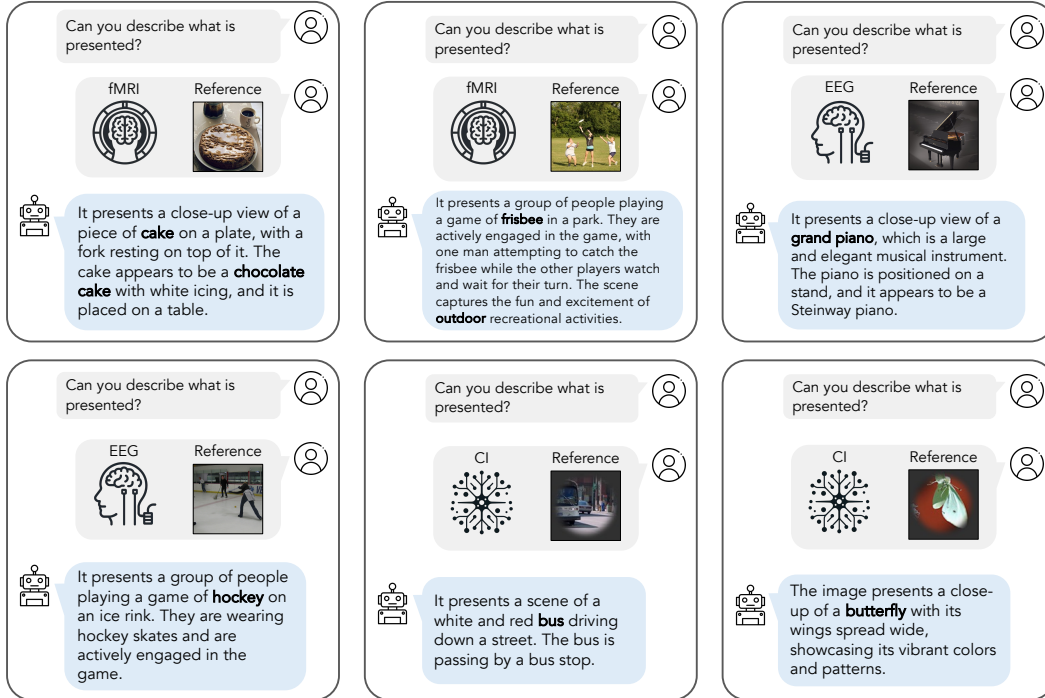 Can you describe what is
presented?
fMRI
Reference
It presents a close-up view of a
piece of cake on a plate, with a
fork resting on top of it. The
cake appears to be a chocolate
cake with white icing, and it is
placed on a table.
Can you describe what is
presented?
fMRI
Reference
It presents a group of people playing
a game of frisbee in a park. They are
actively engaged in the game, with
one man attempting to catch the
frisbee while the other players watch
and wait for their turn. The scene
captures the fun and excitement of
outdoor recreational activities.
Can you describe what is
presented?
EEG
Reference
It presents a close-up view of a
grand piano, which is a large
and elegant musical instrument.
The piano is positioned on a
stand, and it appears to be a
Steinway piano.
Can you describe what is
presented?
EEG
Reference
It presents a group of people
playing a game of hockey on
an ice rink. They are wearing
hockey skates and are
actively engaged in the
game.
Can you describe what is
presented?
CI
Reference
It presents a scene of a
white and red bus driving
down a street. The bus is
passing by a bus stop.
Can you describe what is
presented?
CI
Reference
The image presents a close-
up of a butterfly with its
wings spread wide,
showcasing its vibrant colors
and patterns.